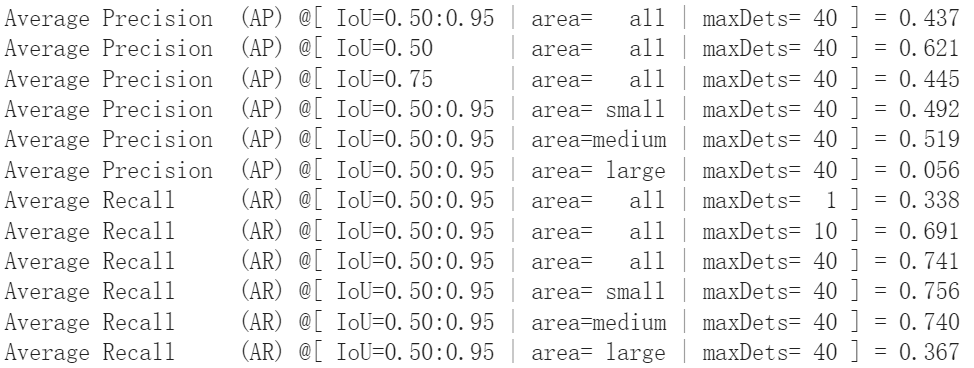 Average Precision  (AP) @[ IoU=0.50:0.95 | area=   all | maxDets= 40 ] = 0.437
Average Precision  (AP) @[ IoU=0.50      | area=   all | maxDets= 40 ] = 0.621
Average Precision  (AP) @[ IoU=0.75      | area=   all | maxDets= 40 ] = 0.445
Average Precision  (AP) @[ IoU=0.50:0.95 | area= small | maxDets= 40 ] = 0.492
Average Precision  (AP) @[ IoU=0.50:0.95 | area=medium | maxDets= 40 ] = 0.519
Average Precision  (AP) @[ IoU=0.50:0.95 | area= large | maxDets= 40 ] = 0.056
Average Recall     (AR) @[ IoU=0.50:0.95 | area=   all | maxDets=  1 ] = 0.338
Average Recall     (AR) @[ IoU=0.50:0.95 | area=   all | maxDets= 10 ] = 0.691
Average Recall     (AR) @[ IoU=0.50:0.95 | area=   all | maxDets= 40 ] = 0.741
Average Recall     (AR) @[ IoU=0.50:0.95 | area= small | maxDets= 40 ] = 0.756
Average Recall     (AR) @[ IoU=0.50:0.95 | area=medium | maxDets= 40 ] = 0.740
Average Recall     (AR) @[ IoU=0.50:0.95 | area= large | maxDets= 40 ] = 0.367